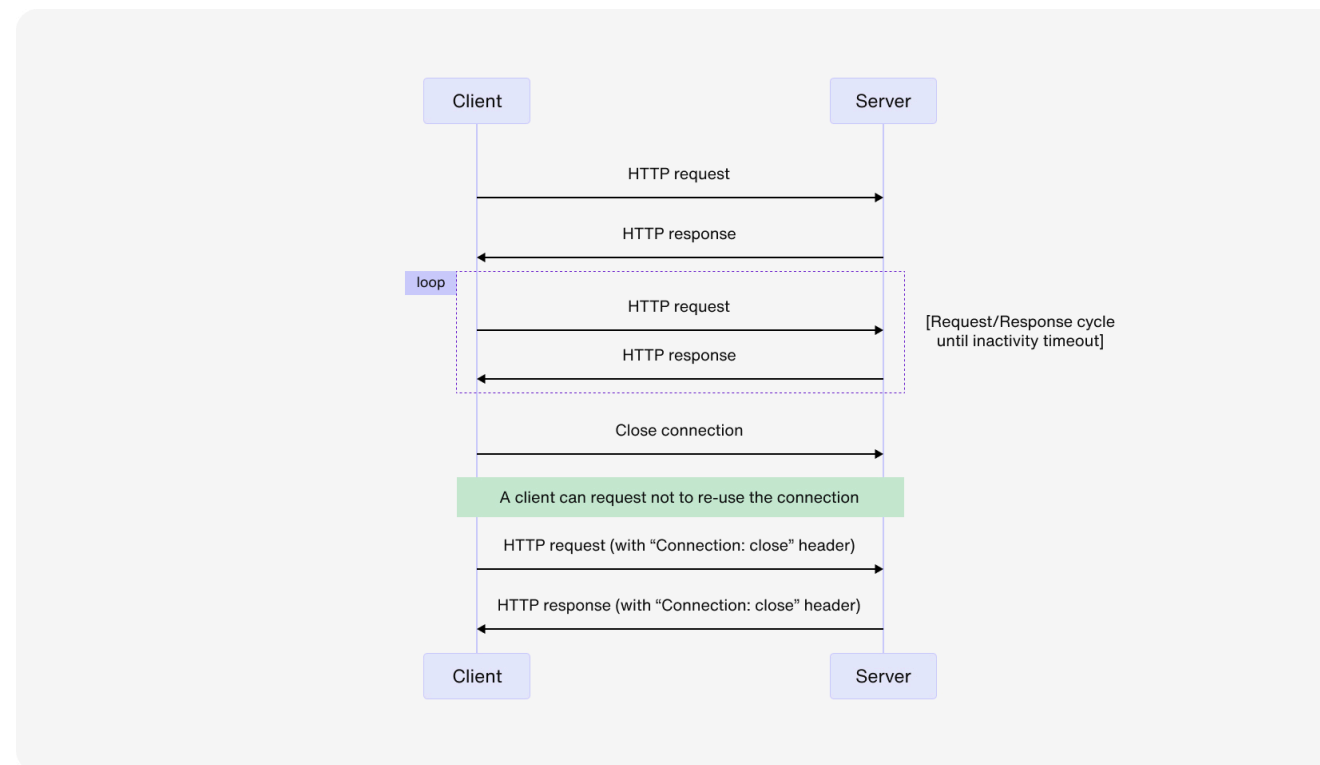 Client
Server
HTTP request
HTTP response
loop
HTTP request
[Request/Response cycle
until inactivity timeout]
HTTP response
Close connection
A client can request not to re-use the connection
HTTP request (with “Connection: close” header)
HTTP response (with “Connection: close” header)
Client
Server